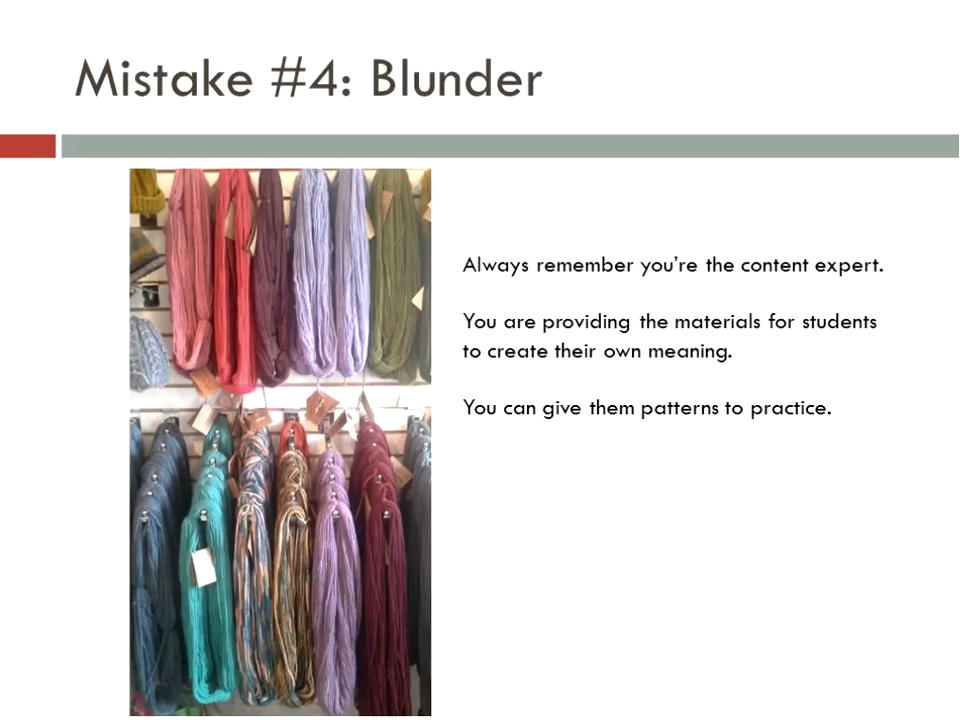 Mistake #4: Blunder
Always remember you’re the content expert.
You are providing the materials for students
to create their own meaning.
You can give them patterns to practice.